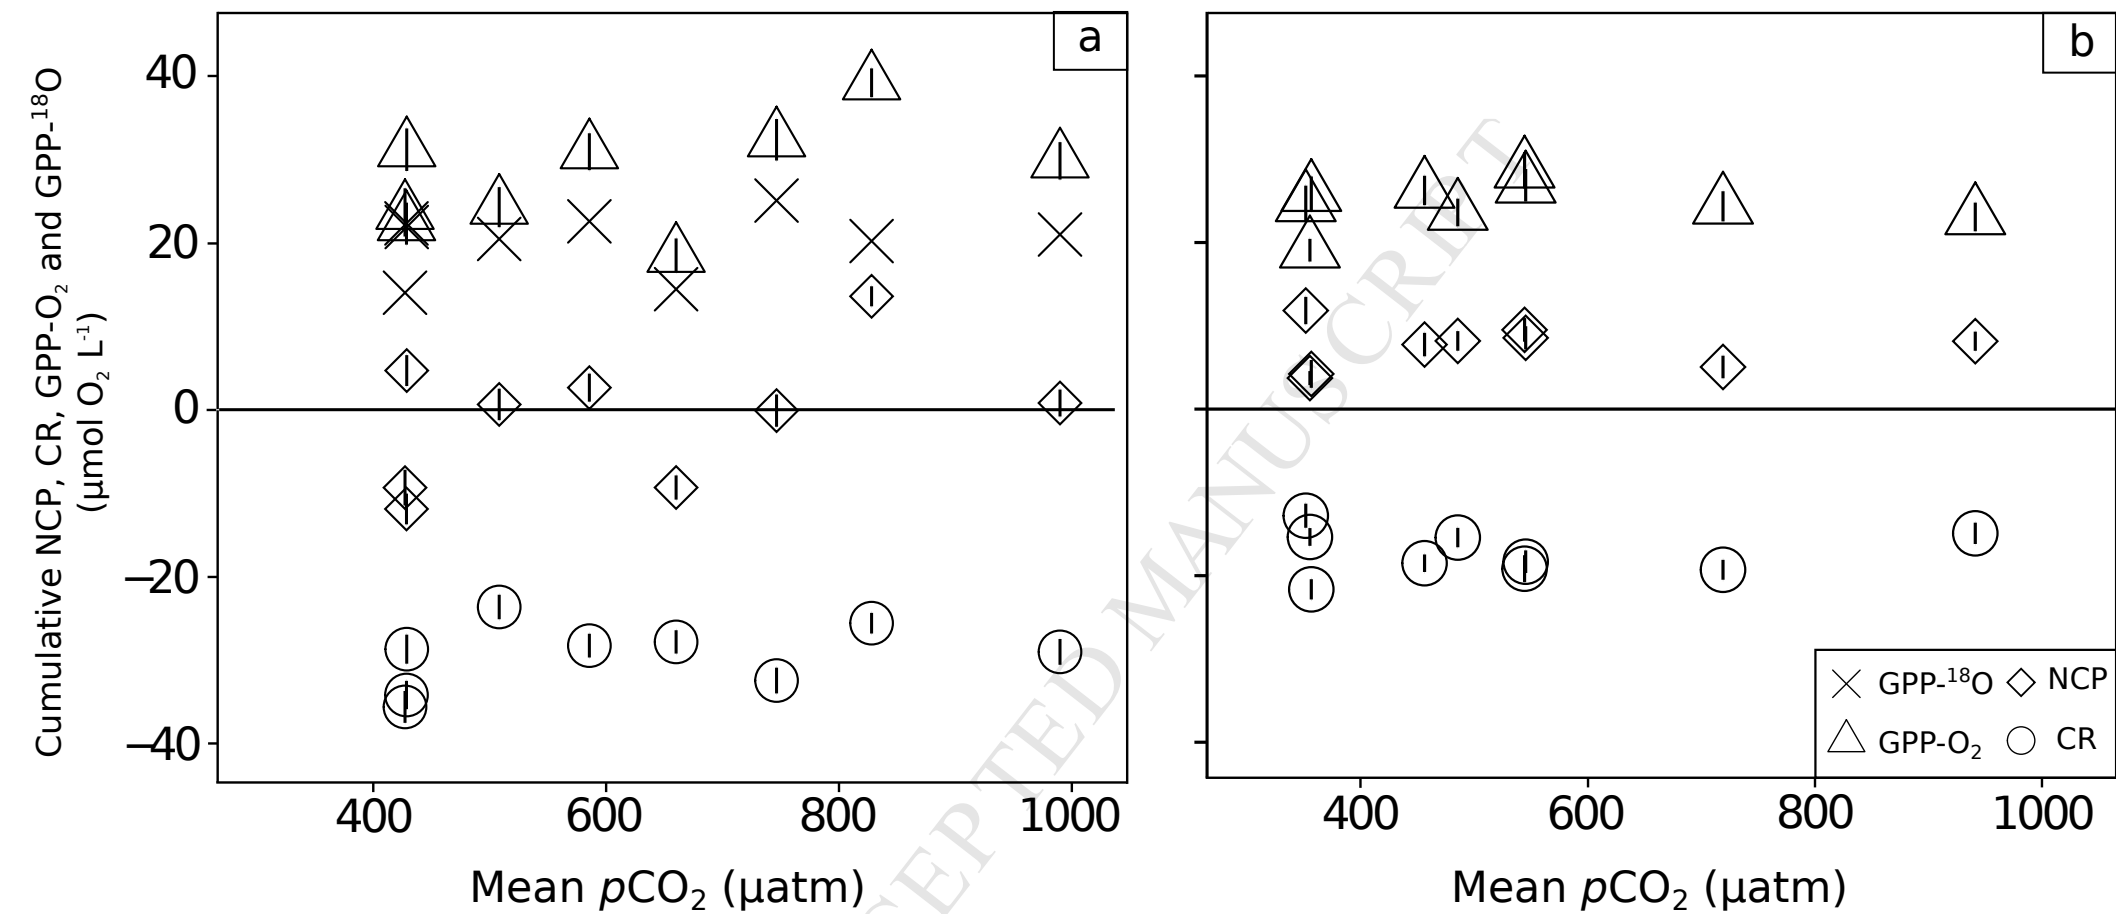 a
b
Cumulative NCP, CR, GPP-O₂ and GPP-¹⁸O
(µmol O₂ L⁻¹)
40
20
0
−20
−40
400 600 800 1000
400 600 800 1000
Mean pCO₂ (µatm)
Mean pCO₂ (µatm)
GPP-¹⁸O NCP
GPP-O₂ CR
CEPTED MANUSCRIPT